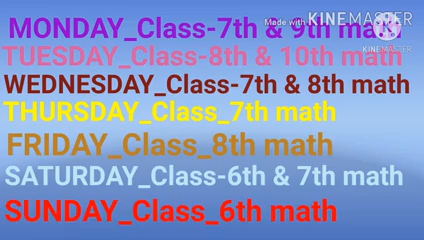 MONDAY_Class-7th & 9th math
Made with KINEMASTER
TUESDAY_Class-8th & 10th math
KINEMASTER
WEDNESDAY_Class-7th & 8th math
THURSDAY_Class_7th math
FRIDAY_Class_8th math
SATURDAY_Class-6th & 7th math
SUNDAY_Class_6th math